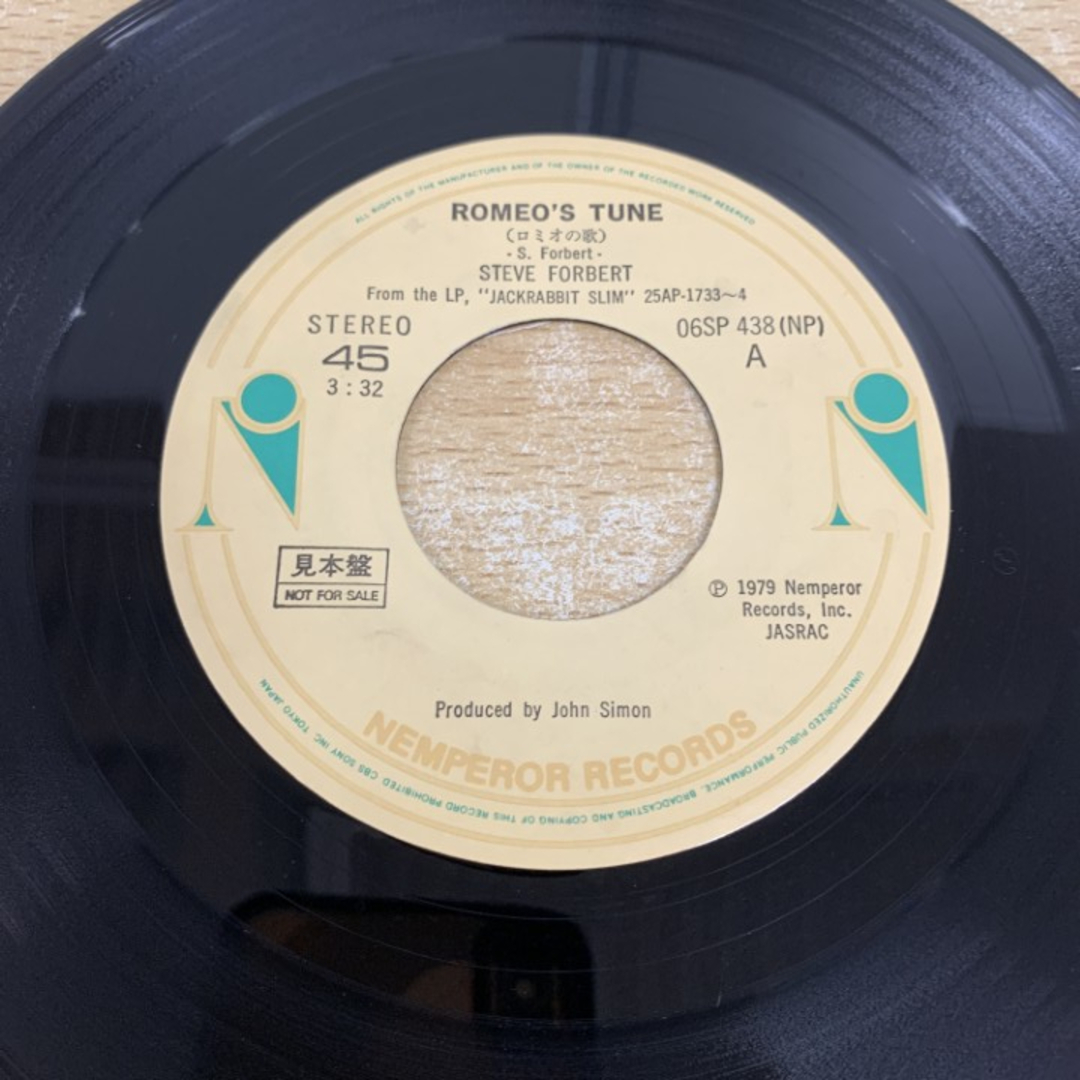 ALL RIGHTS OF THE MANUFACTURER AND OF THE OWNER OF THE RECORDED WORK RESERVED
ROMEO'S TUNE
(ロミオの歌)
- S. Forbert -
STEVE FORBERT
From the LP, "JACKRABBIT SLIM" 25AP-1733〜4
STEREO
45
3:32
06SP 438(NP)
A
見本盤
NOT FOR SALE
Ⓟ 1979 Nemperor
Records, Inc.
JASRAC
Produced by John Simon
NEMPEROR RECORDS
UNAUTHORIZED PUBLIC PERFORMANCE, BROADCASTING AND COPYING OF THIS RECORD PROHIBITED CBS SONY INC. TOKYO JAPAN